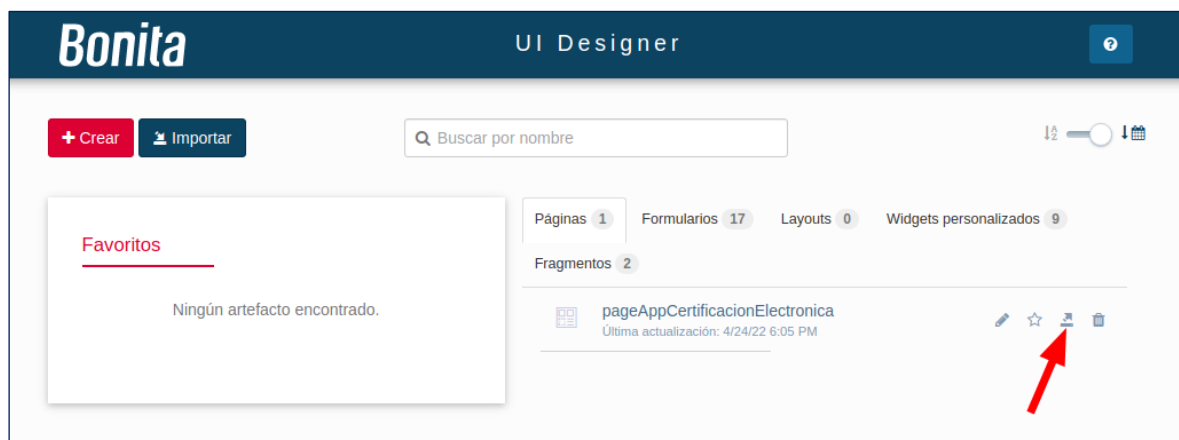 Bonita
UI Designer
Crear
Importar
Buscar por nombre
Favoritos
Ningún artefacto encontrado.
Páginas 1 Formularios 17 Layouts 0 Widgets personalizados 9
Fragmentos 2
pageAppCertificacionElectronica
Última actualización: 4/24/22 6:05 PM